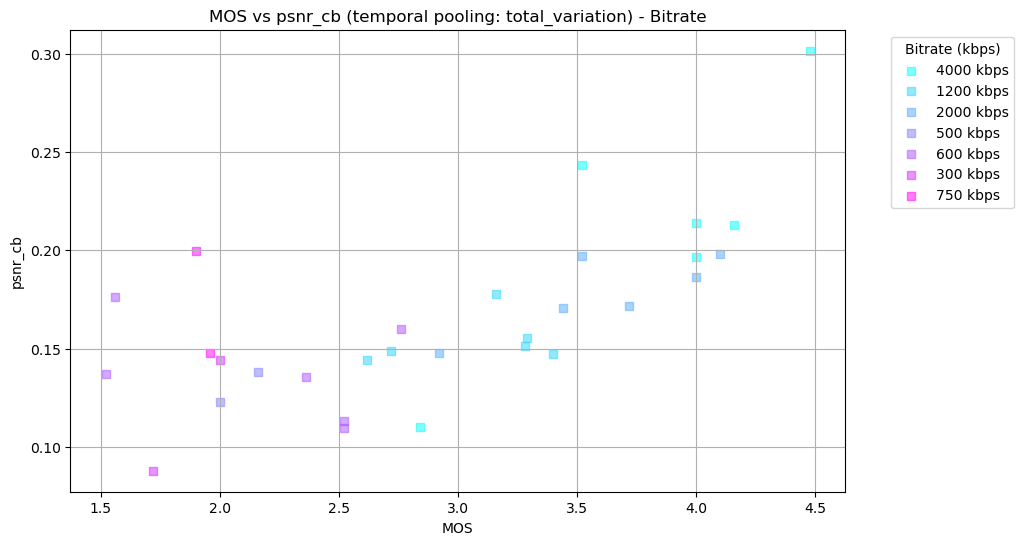 MOS vs psnr_cb (temporal pooling: total_variation) - Bitrate
psnr_cb
0.30
0.25
0.20
0.15
0.10
1.5 2.0 2.5 3.0 3.5 4.0 4.5
MOS
Bitrate (kbps)
4000 kbps
1200 kbps
2000 kbps
500 kbps
600 kbps
300 kbps
750 kbps